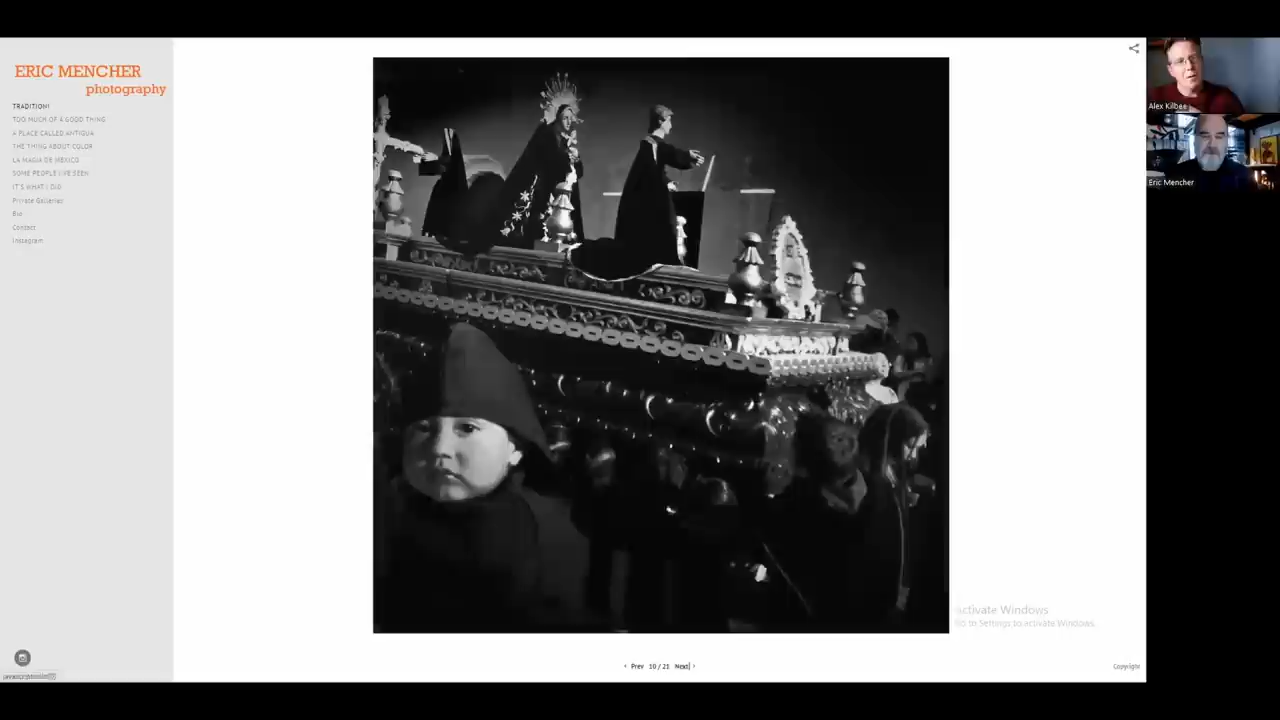 ERIC MENCHER
photography
TRADITION!
TOO MUCH OF A GOOD THING
A PLACE CALLED ANTIGUA
THE THING ABOUT COLOR
LA MAGIA DE MEXICO
SOME PEOPLE I'VE SEEN
IT'S WHAT I DID
Private Galleries
Bio
Contact
Instagram
Alex Kilbee
Eric Mencher
Activate Windows
Go to Settings to activate Windows.
‹ Prev 10 / 21 Next ›
Copyright